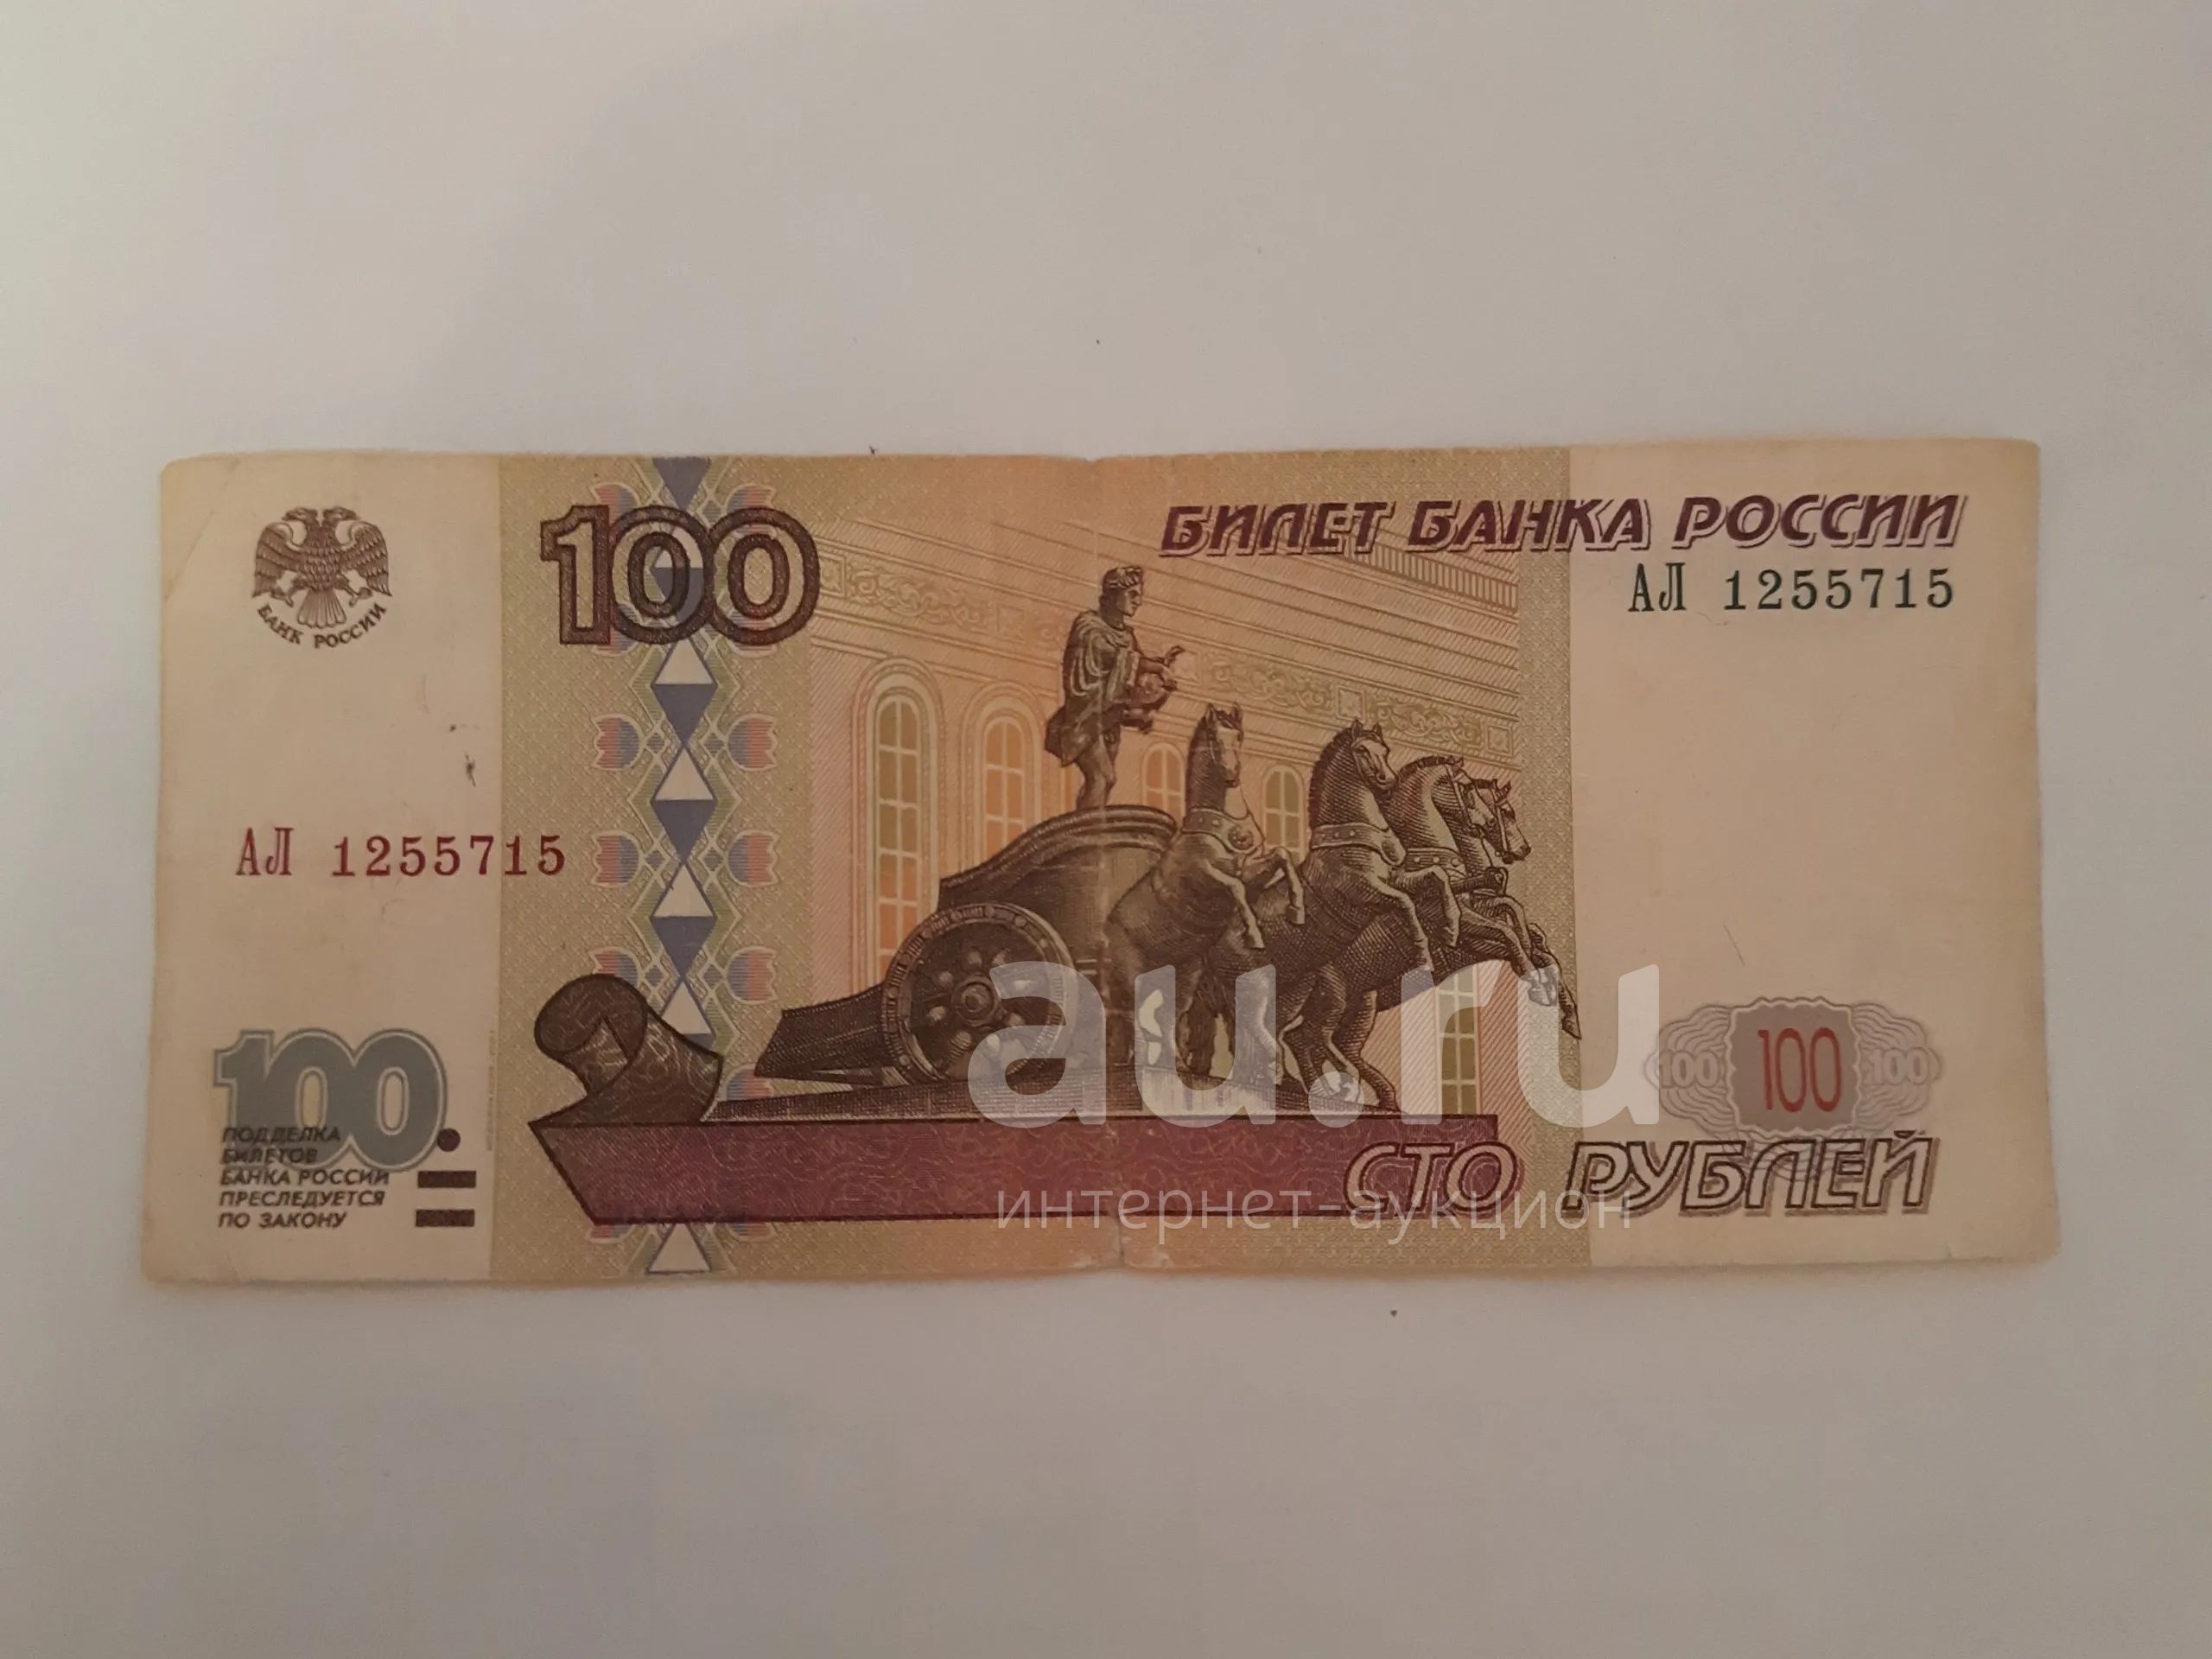 БАНК РОССИИ
100
БИЛЕТ БАНКА РОССИИ
АЛ 1255715
АЛ 1255715
100
ПОДДЕЛКА
БИЛЕТОВ
БАНКА РОССИИ
ПРЕСЛЕДУЕТСЯ
ПО ЗАКОНУ
100 100 100
СТО РУБЛЕЙ
au.ru
интернет-аукцион